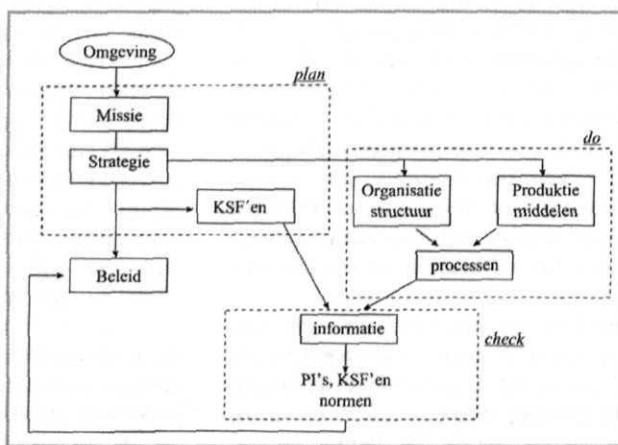 Omgeving
plan
Missie
do
Strategie
Organisatie
structuur
Produktie
middelen
KSF'en
Beleid
processen
informatie
check
PI's, KSF'en
normen